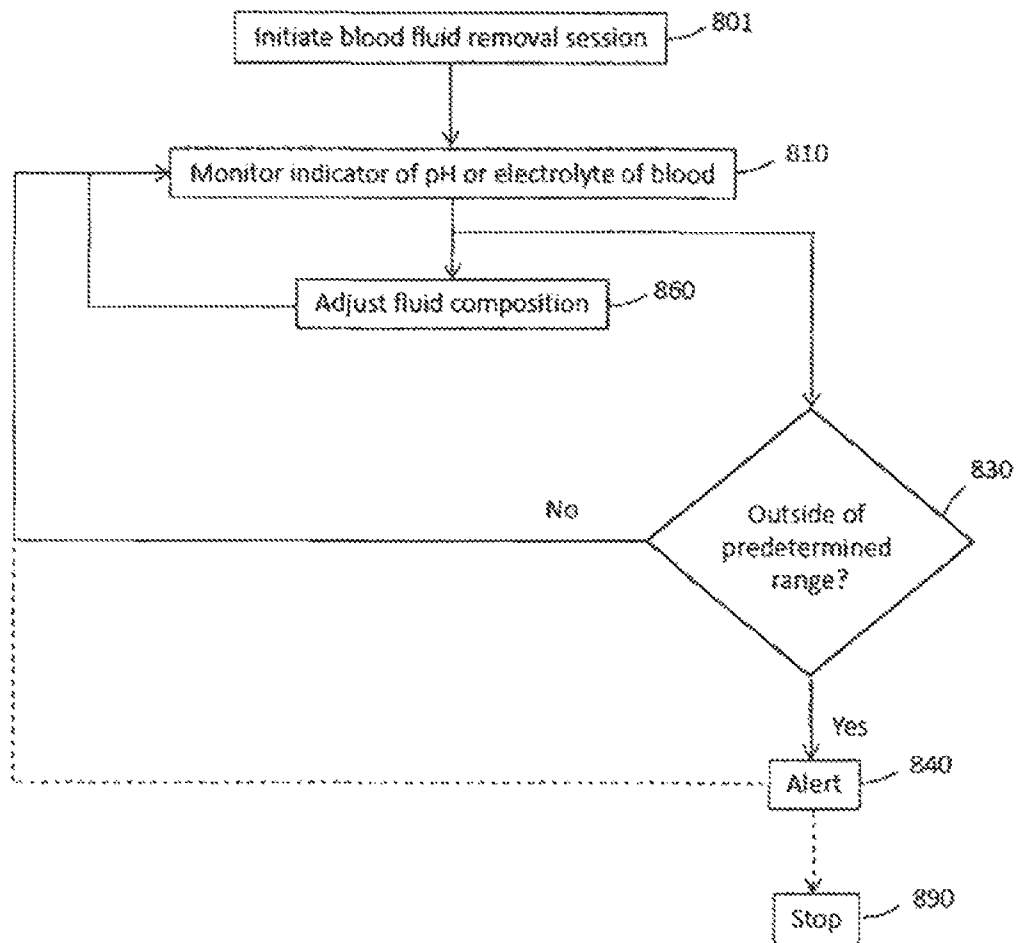 Initiate blood fluid removal session
801
Monitor indicator of pH or electrolyte of blood
810
Adjust fluid composition
860
830
No
Outside of
predetermined
range?
Yes
Alert
840
Stop
890